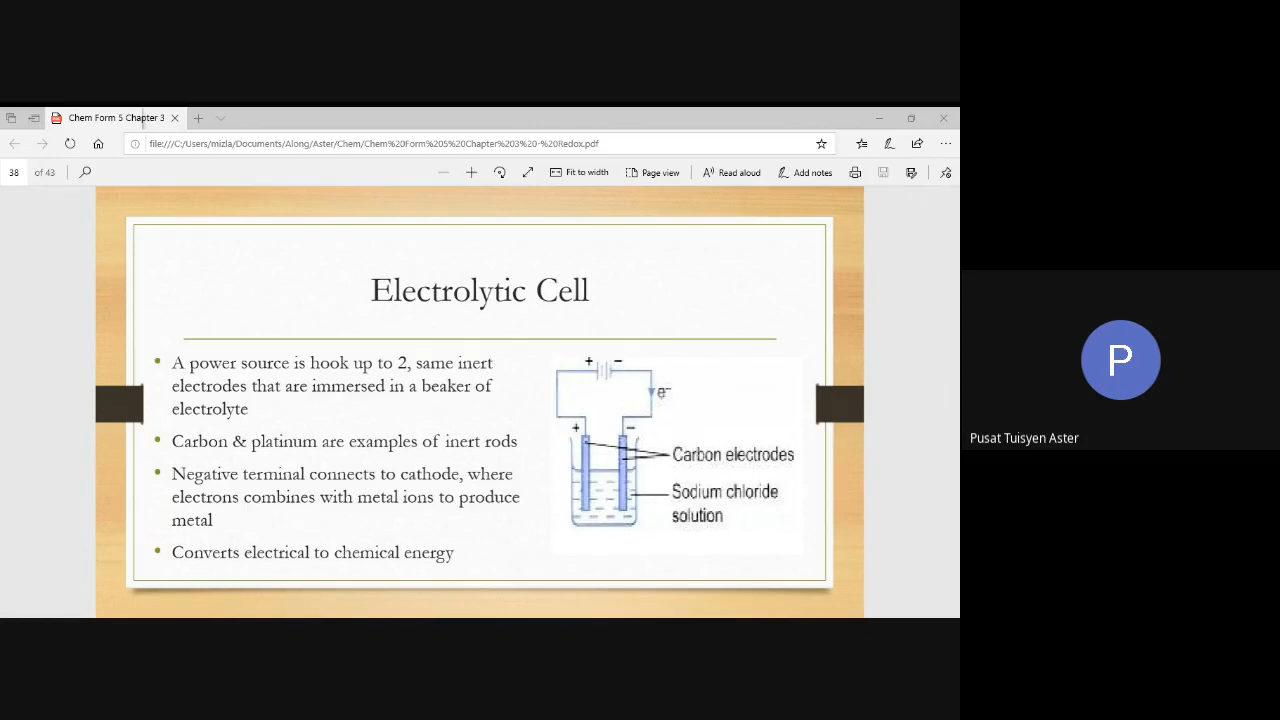 Chem Form 5 Chapter 3
file:///C:/Users/mizla/Documents/Along/Aster/Chem/Chem%20Form%205%20Chapter%203%20-%20Redox.pdf
38 of 43
Fit to width
Page view
Read aloud
Add notes
Electrolytic Cell
• A power source is hook up to 2, same inert
electrodes that are immersed in a beaker of
electrolyte
• Carbon & platinum are examples of inert rods
• Negative terminal connects to cathode, where
electrons combines with metal ions to produce
metal
• Converts electrical to chemical energy
+ −
e⁻
+ −
Carbon electrodes
Sodium chloride
solution
P
Pusat Tuisyen Aster